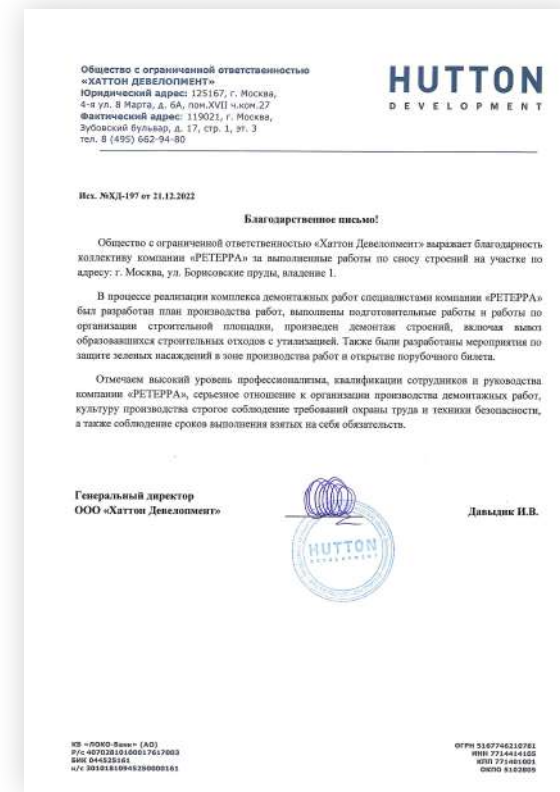 Общество с ограниченной ответственностью
«ХАТТОН ДЕВЕЛОПМЕНТ»
Юридический адрес: 125167, г. Москва,
4-я ул. 8 Марта, д. 6А, пом.XVII ч.ком.27
Фактический адрес: 119021, г. Москва,
Зубовский бульвар, д. 17, стр. 1, эт. 3
тел. 8 (495) 662-94-80
HUTTON
DEVELOPMENT
Исх. №ХД-197 от 21.12.2022
Благодарственное письмо!
Общество с ограниченной ответственностью «Хаттон Девелопмент» выражает благодарность
коллективу компании «РЕТЕРРА» за выполненные работы по сносу строений на участке по
адресу: г. Москва, ул. Борисовские пруды, владение 1.
В процессе реализации комплекса демонтажных работ специалистами компании «РЕТЕРРА»
был разработан план производства работ, выполнены подготовительные работы и работы по
организации строительной площадки, произведен демонтаж строений, включая вывоз
образовавшихся строительных отходов с утилизацией. Также были разработаны мероприятия по
защите зеленых насаждений в зоне производства работ и открытие порубочного билета.
Отмечаем высокий уровень профессионализма, квалификации сотрудников и руководства
компании «РЕТЕРРА», серьезное отношение к организации производства демонтажных работ,
культуру производства строгое соблюдение требований охраны труда и техники безопасности,
а также соблюдение сроков выполнения взятых на себя обязательств.
Генеральный директор
ООО «Хаттон Девелопмент»
Давыдик И.В.
HUTTON
DEVELOPMENT
КБ «ЛОКО-Банк» (АО)
Р/с 40702810100017617003
БИК 044525161
к/с 30101810945250000161
ОГРН 5167746210781
ИНН 7714414105
КПП 771401001
ОКПО 5102805